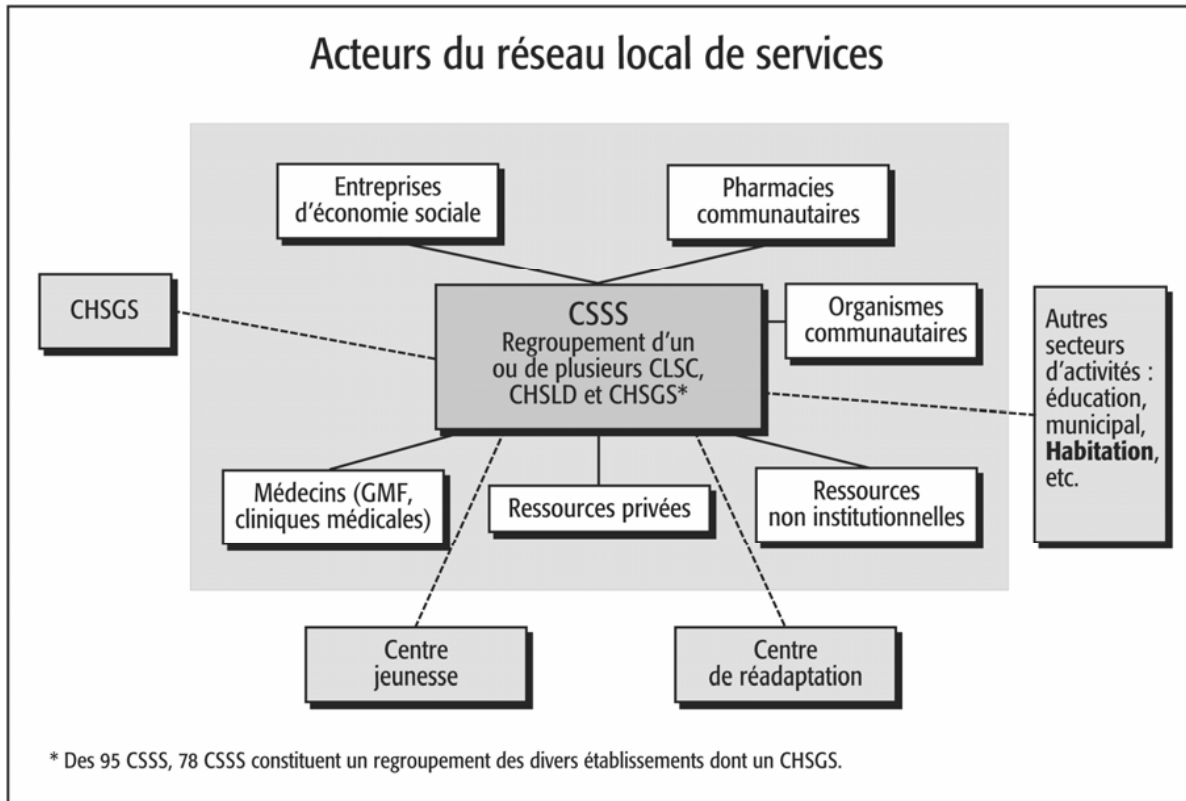 Acteurs du réseau local de services
Entreprises
d'économie sociale
Pharmacies
communautaires
CHSGS
CSSS
Regroupement d'un
ou de plusieurs CLSC,
CHSLD et CHSGS*
Organismes
communautaires
Autres
secteurs
d'activités :
éducation,
municipal,
Habitation,
etc.
Médecins (GMF,
cliniques médicales)
Ressources privées
Ressources
non institutionnelles
Centre
jeunesse
Centre
de réadaptation
* Des 95 CSSS, 78 CSSS constituent un regroupement des divers établissements dont un CHSGS.